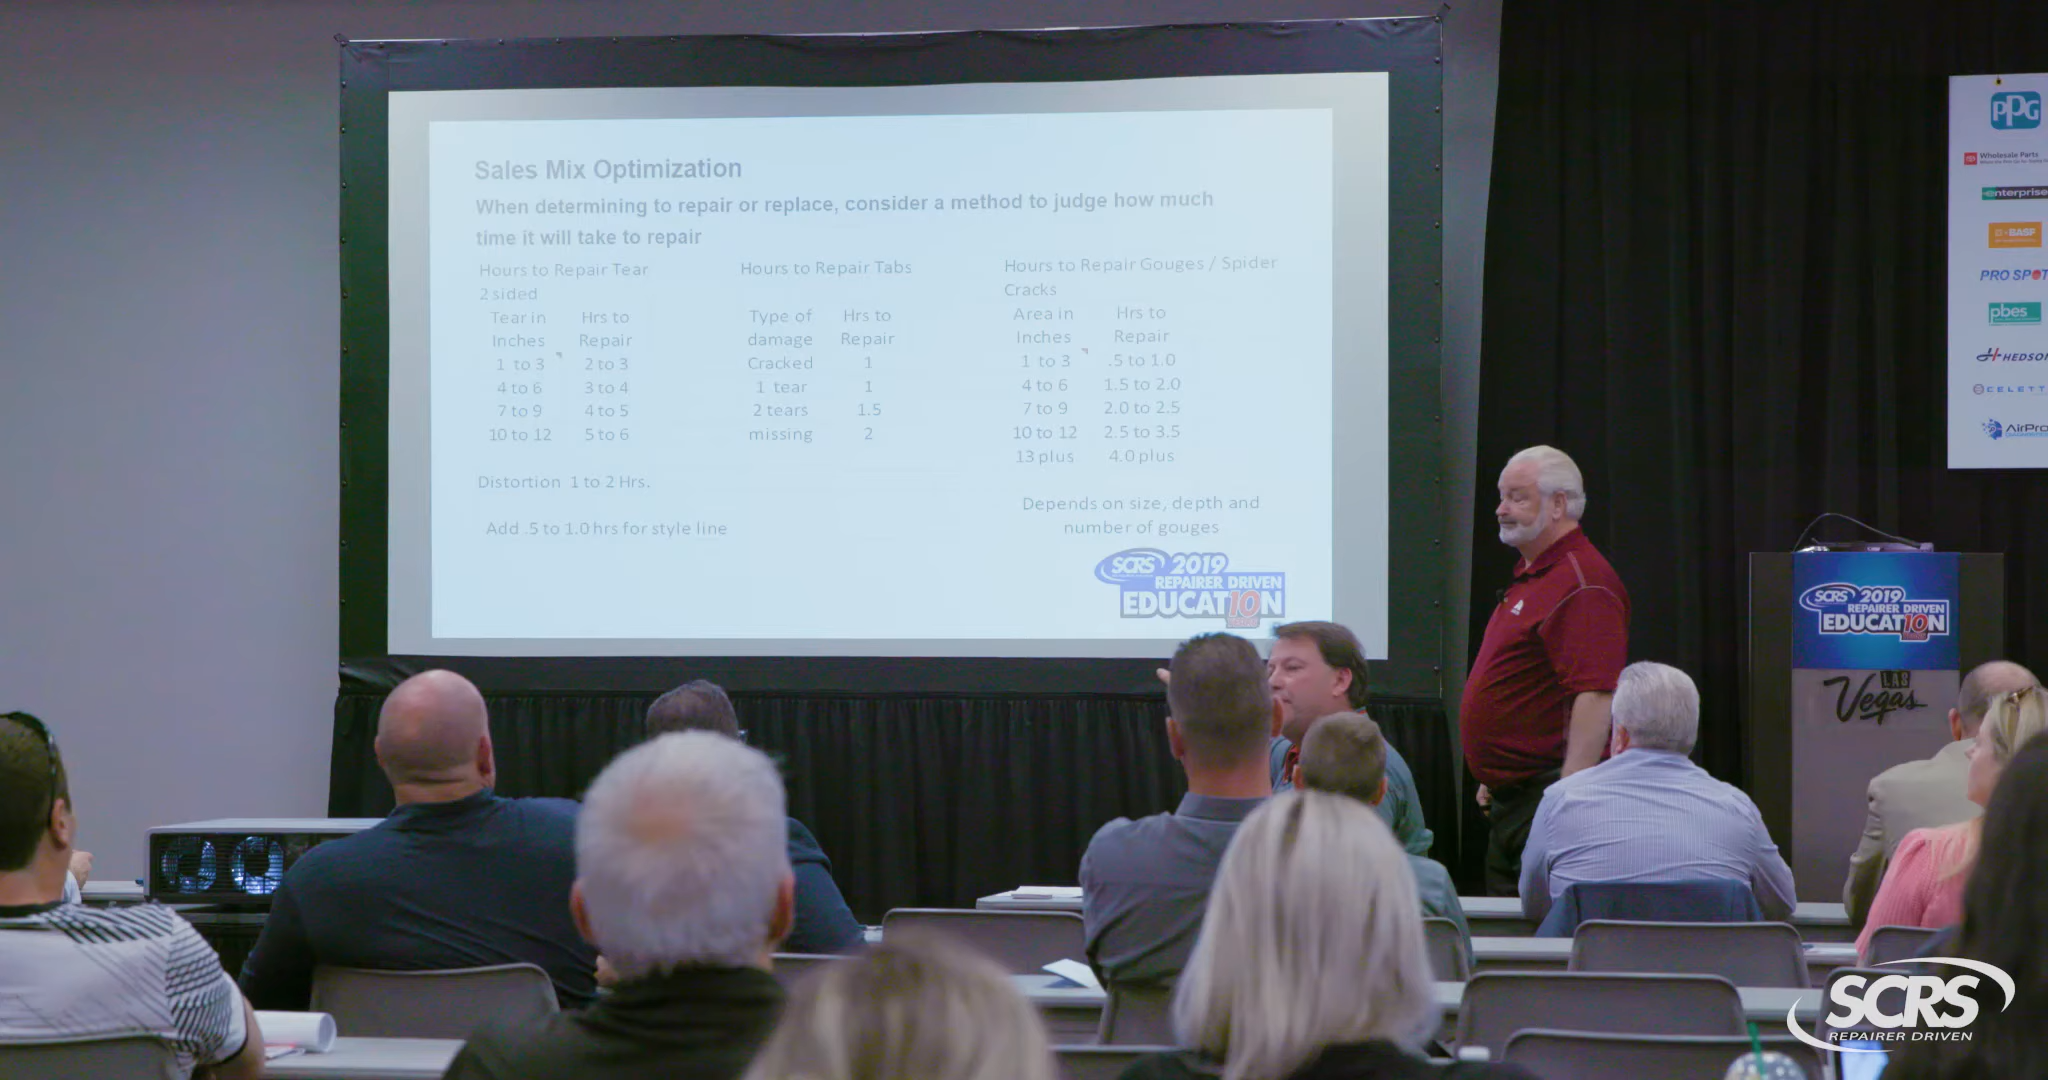 Sales Mix Optimization
When determining to repair or replace, consider a method to judge how much
time it will take to repair
Hours to Repair Tear
2 sided
Tear in Hrs to
Inches Repair
1 to 3 2 to 3
4 to 6 3 to 4
7 to 9 4 to 5
10 to 12 5 to 6
Distortion 1 to 2 Hrs.
Add .5 to 1.0 hrs for style line
Hours to Repair Tabs
Type of Hrs to
damage Repair
Cracked 1
1 tear 1
2 tears 1.5
missing 2
Hours to Repair Gouges / Spider
Cracks
Area in Hrs to
Inches Repair
1 to 3 .5 to 1.0
4 to 6 1.5 to 2.0
7 to 9 2.0 to 2.5
10 to 12 2.5 to 3.5
13 plus 4.0 plus
Depends on size, depth and
number of gouges
SCRS 2019
REPAIRER DRIVEN
EDUCAT10N
PPG
Wholesale Parts
enterprise
BASF
PRO SPOT
pbes
HEDSON
CELETT
AirPro
SCRS 2019
REPAIRER DRIVEN
EDUCAT10N
LAS
Vegas
SCRS
REPAIRER DRIVEN